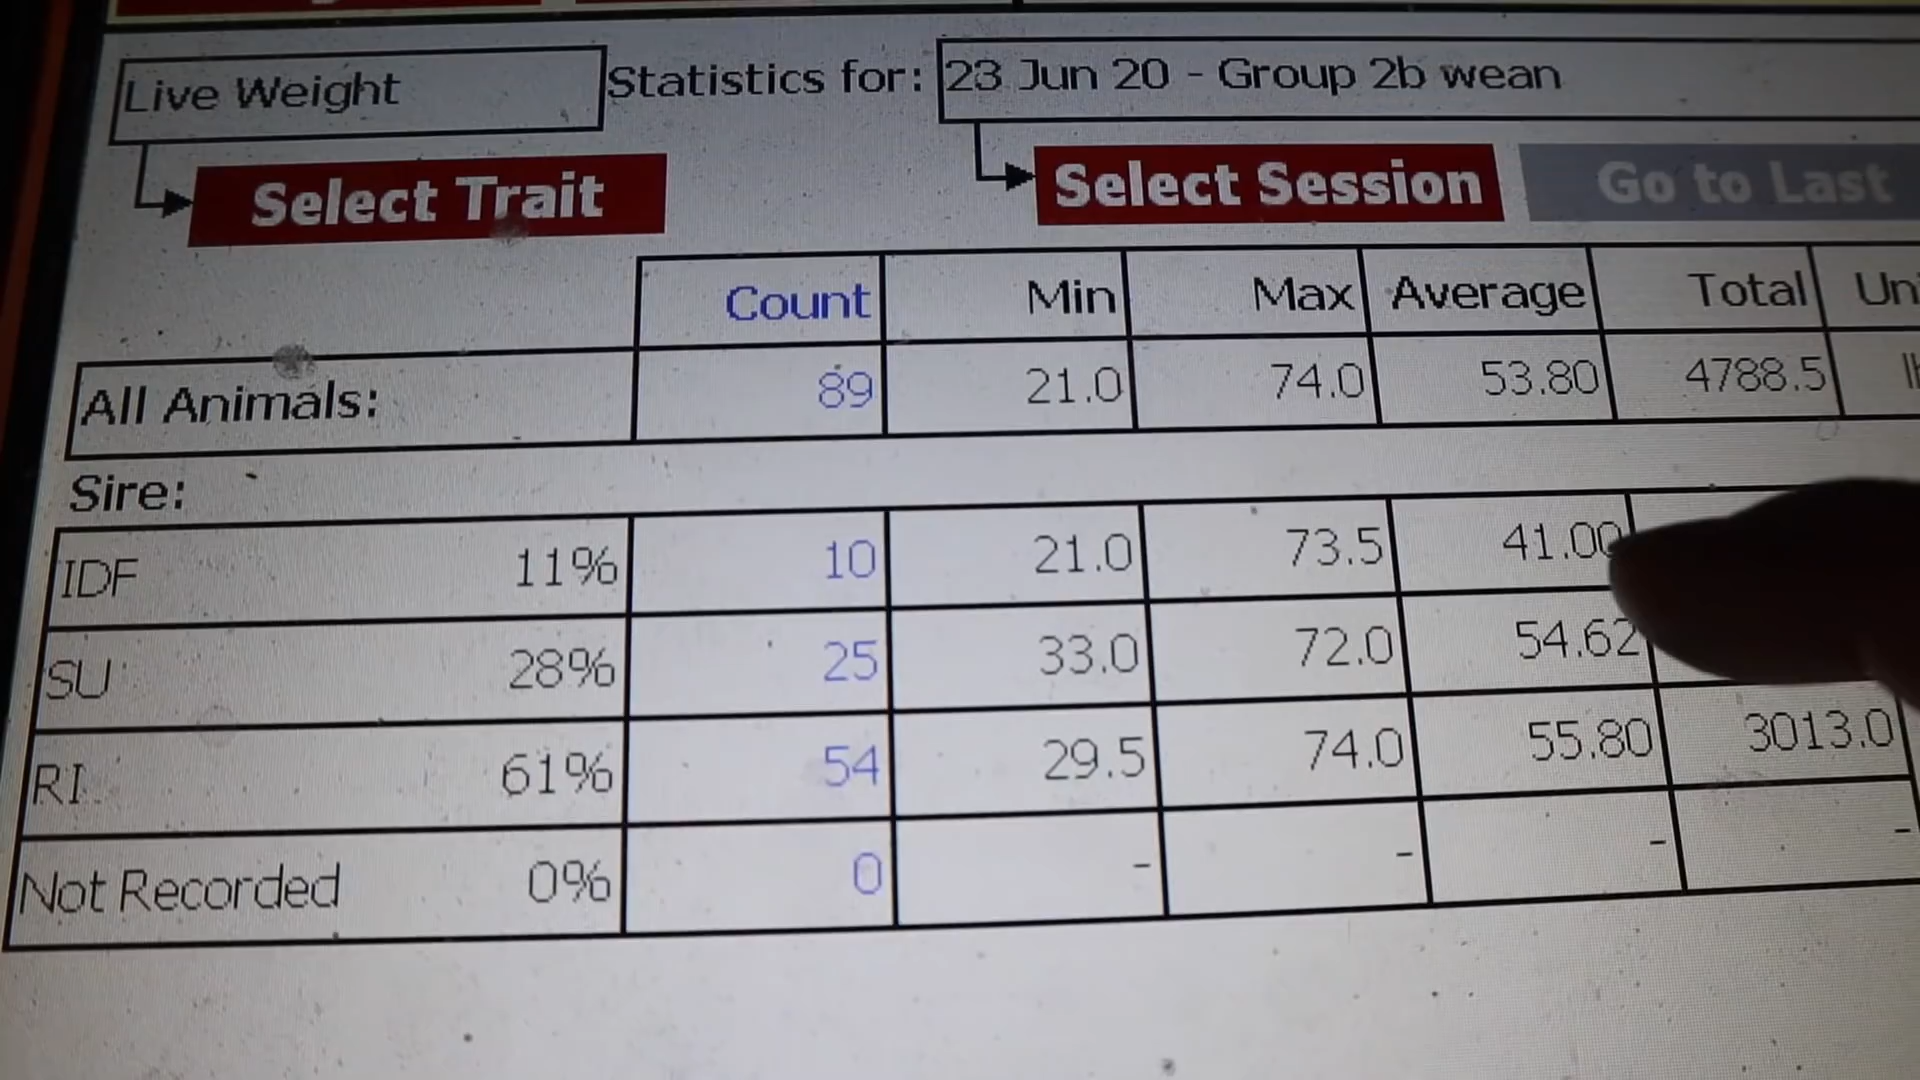 Live Weight Statistics for: 23 Jun 20 - Group 2b wean
Select Trait Select Session Go to Last
Count Min Max Average Total
All Animals: 89 21.0 74.0 53.80 4788.5
Sire:
IDF 11% 10 21.0 73.5 41.00
SU 28% 25 33.0 72.0 54.62
RI 61% 54 29.5 74.0 55.80 3013.0
Not Recorded 0% 0 - - - -